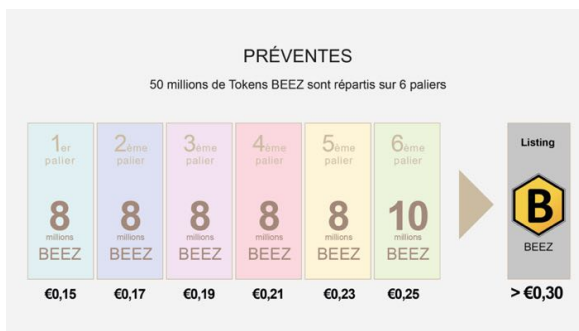 PRÉVENTES
50 millions de Tokens BEEZ sont répartis sur 6 paliers
1er
palier
8
millions
BEEZ
€0,15
2ème
palier
8
millions
BEEZ
€0,17
3ème
palier
8
millions
BEEZ
€0,19
4ème
palier
8
millions
BEEZ
€0,21
5ème
palier
8
millions
BEEZ
€0,23
6ème
palier
10
millions
BEEZ
€0,25
Listing
B
BEEZ
> €0,30